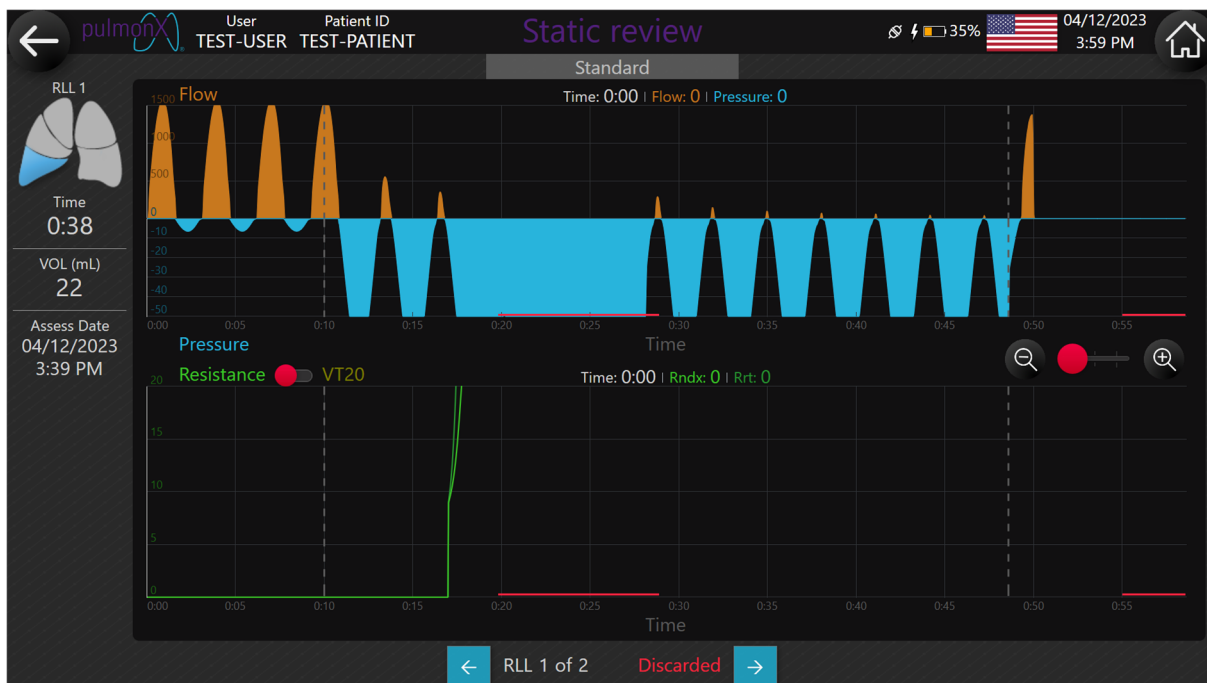 pulmonX
User
TEST-USER
Patient ID
TEST-PATIENT
Static review
35%
04/12/2023
3:59 PM
Standard
RLL 1
Time
0:38
VOL (mL)
22
Assess Date
04/12/2023
3:39 PM
Flow
Time: 0:00 | Flow: 0 | Pressure: 0
1500
1000
500
0
-10
-20
-30
-40
-50
0:00 0:05 0:10 0:15 0:20 0:25 0:30 0:35 0:40 0:45 0:50 0:55
Pressure
Time
Resistance VT20
Time: 0:00 | Rndx: 0 | Rrt: 0
20
15
10
5
0
0:00 0:05 0:10 0:15 0:20 0:25 0:30 0:35 0:40 0:45 0:50 0:55
Time
RLL 1 of 2 Discarded